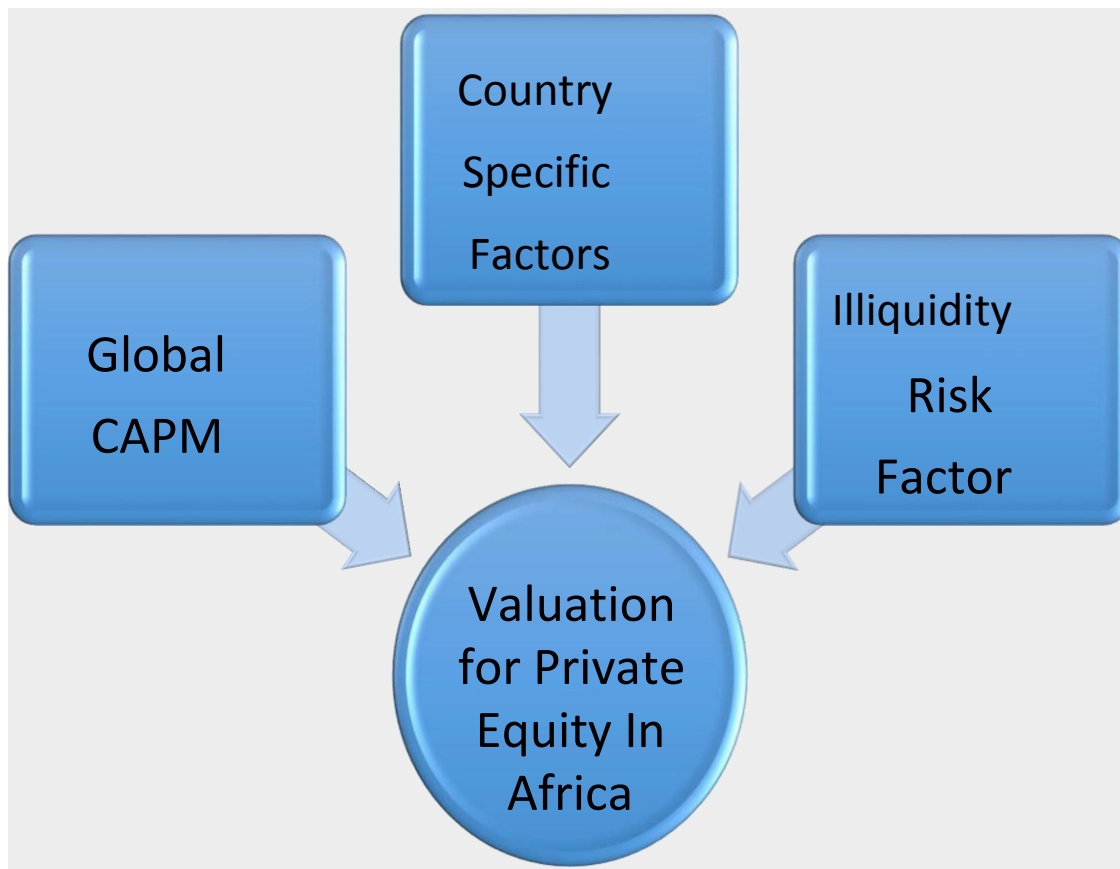 Country
Specific
Factors
Global
CAPM
Illiquidity
Risk
Factor
Valuation
for Private
Equity In
Africa